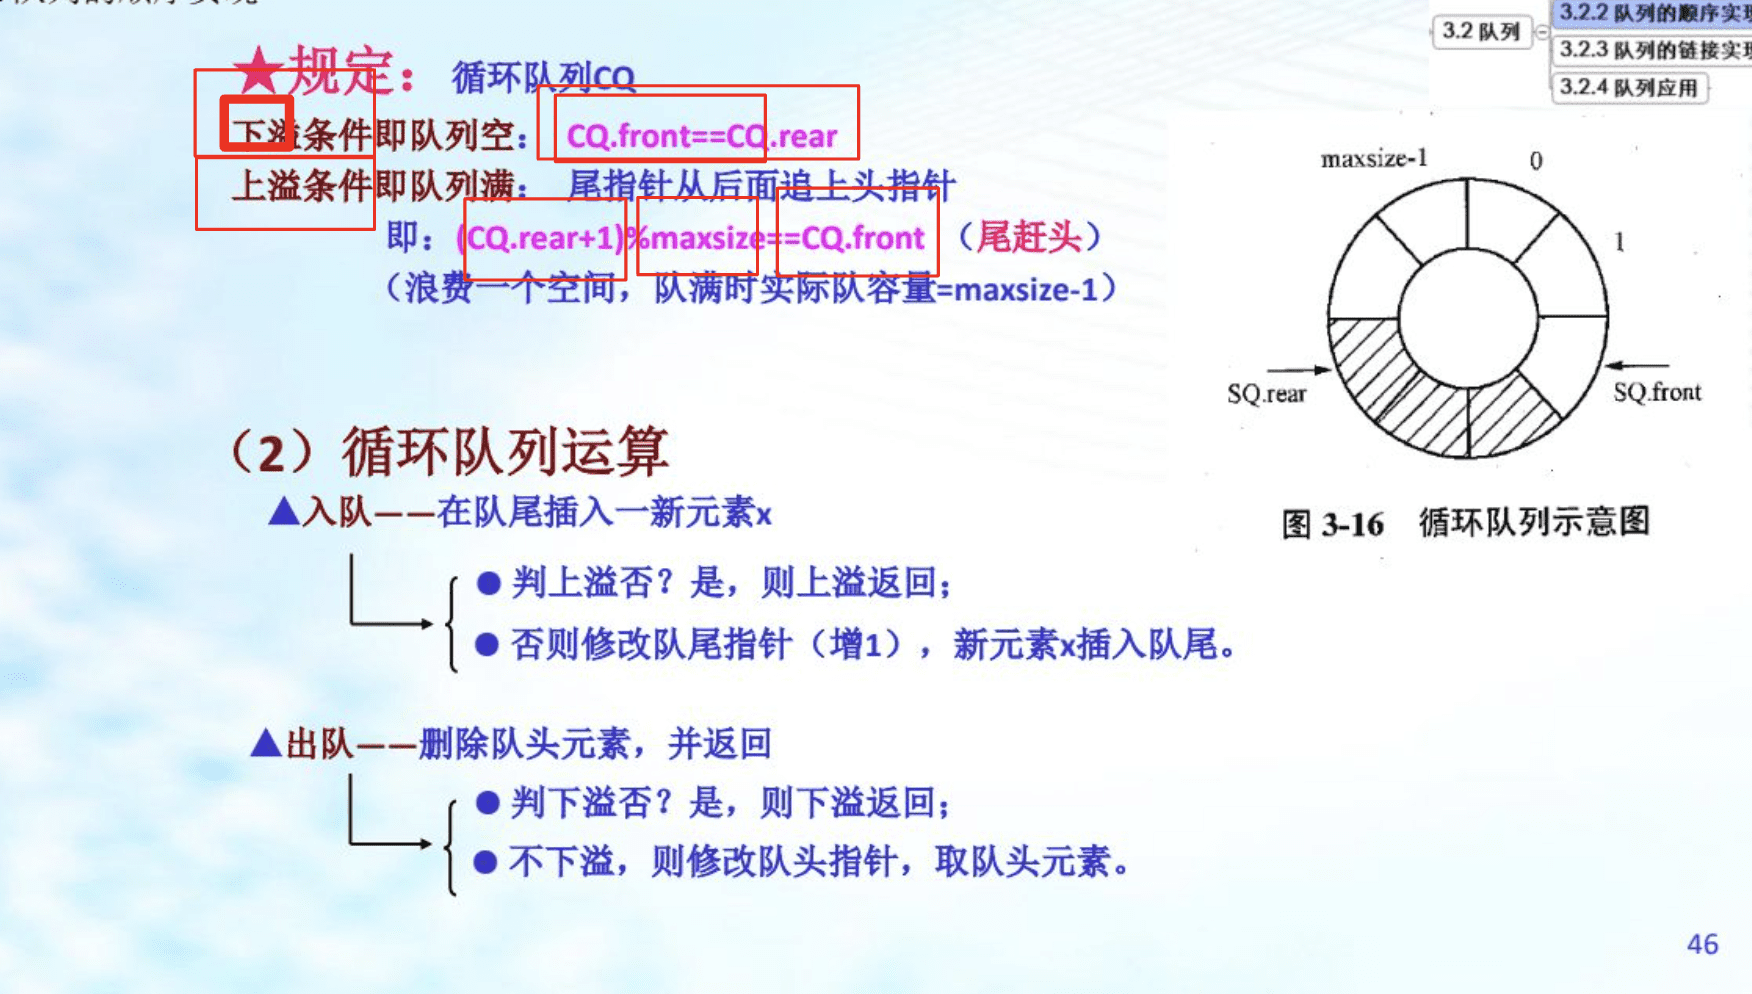 3.2 队列
3.2.2 队列的顺序实现
3.2.3 队列的链接实现
3.2.4 队列应用
★规定： 循环队列CQ
下溢条件即队列空： CQ.front==CQ.rear
上溢条件即队列满： 尾指针从后面追上头指针
即：(CQ.rear+1)%maxsize==CQ.front （尾赶头）
（浪费一个空间，队满时实际队容量=maxsize-1）
maxsize-1
0
1
SQ.rear
SQ.front
图 3-16 循环队列示意图
（2）循环队列运算
▲入队——在队尾插入一新元素x
● 判上溢否？是，则上溢返回；
● 否则修改队尾指针（增1），新元素x插入队尾。
▲出队——删除队头元素，并返回
● 判下溢否？是，则下溢返回；
● 不下溢，则修改队头指针，取队头元素。
46